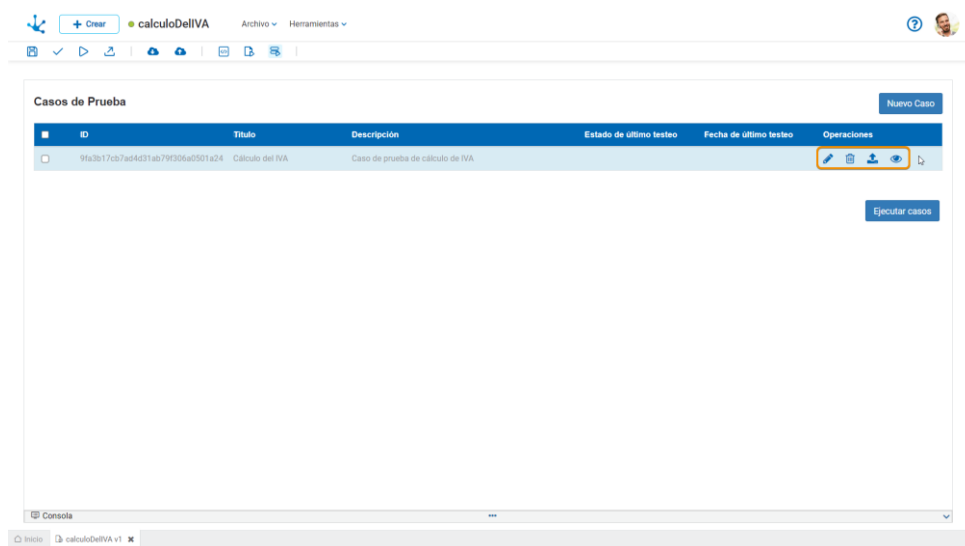 + Crear
calculoDelIVA
Archivo
Herramientas
Casos de Prueba
Nuevo Caso
ID Titulo Descripción Estado de último testeo Fecha de último testeo Operaciones
9fa3b17cb7ad4d31ab79f306a0501a24 Cálculo del IVA Caso de prueba de cálculo de IVA
Ejecutar casos
Consola
Inicio
calculoDelIVA v1